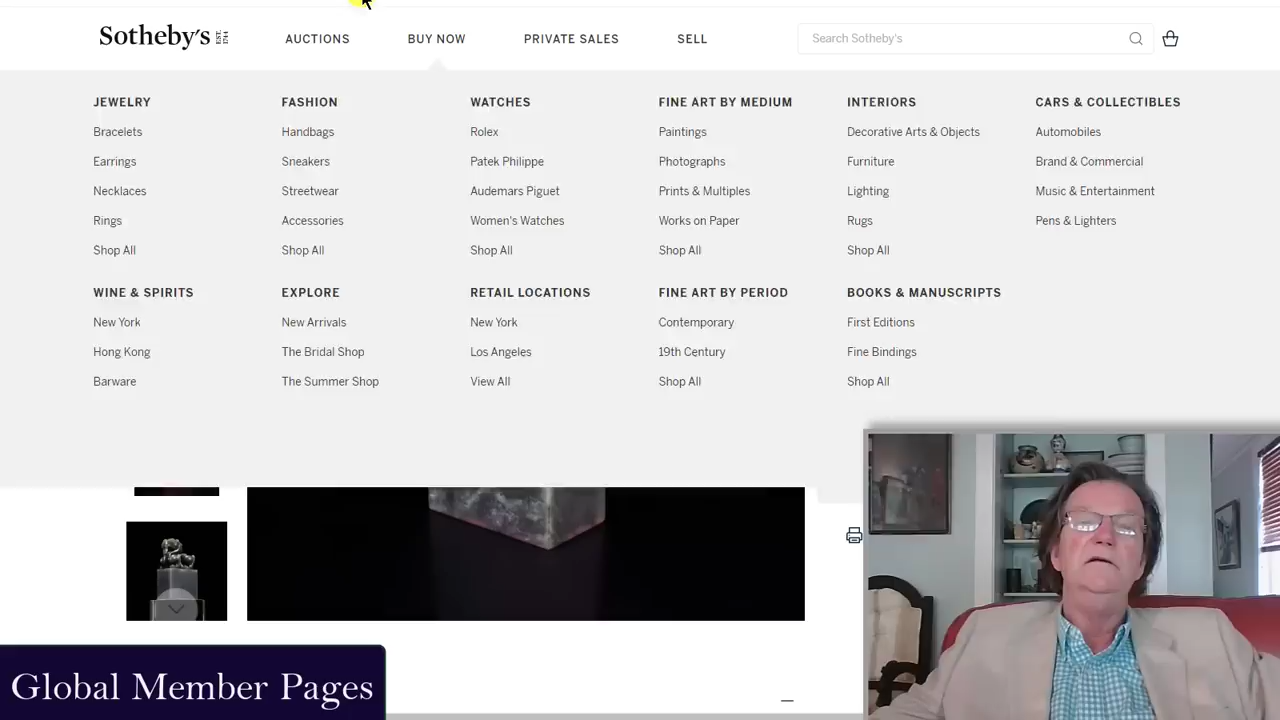 Sotheby's EST. 1744
AUCTIONS
BUY NOW
PRIVATE SALES
SELL
Search Sotheby's
JEWELRY
Bracelets
Earrings
Necklaces
Rings
Shop All
FASHION
Handbags
Sneakers
Streetwear
Accessories
Shop All
WATCHES
Rolex
Patek Philippe
Audemars Piguet
Women's Watches
Shop All
FINE ART BY MEDIUM
Paintings
Photographs
Prints & Multiples
Works on Paper
Shop All
INTERIORS
Decorative Arts & Objects
Furniture
Lighting
Rugs
Shop All
CARS & COLLECTIBLES
Automobiles
Brand & Commercial
Music & Entertainment
Pens & Lighters
WINE & SPIRITS
New York
Hong Kong
Barware
EXPLORE
New Arrivals
The Bridal Shop
The Summer Shop
RETAIL LOCATIONS
New York
Los Angeles
View All
FINE ART BY PERIOD
Contemporary
19th Century
Shop All
BOOKS & MANUSCRIPTS
First Editions
Fine Bindings
Shop All
Global Member Pages